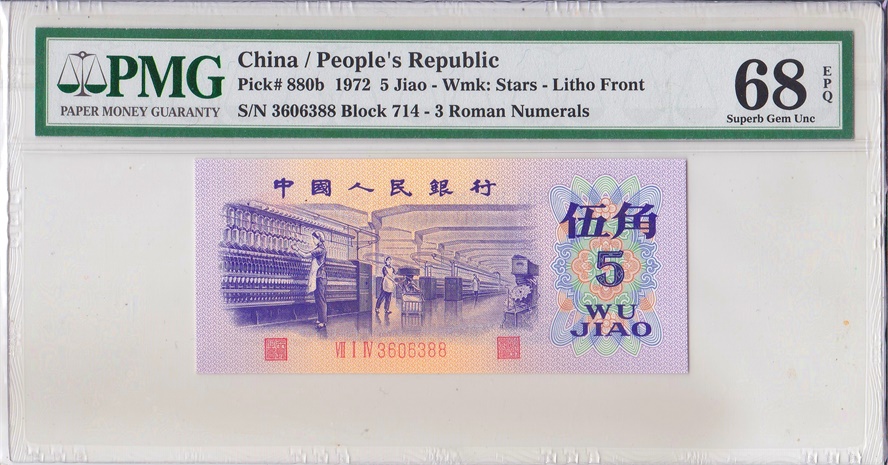 PMG
PAPER MONEY GUARANTY
China / People's Republic
Pick# 880b 1972 5 Jiao - Wmk: Stars - Litho Front
S/N 3606388 Block 714 - 3 Roman Numerals
68
EPQ
Superb Gem Unc
中國人民銀行
伍角
5
WU
JIAO
VII I IV 3606388